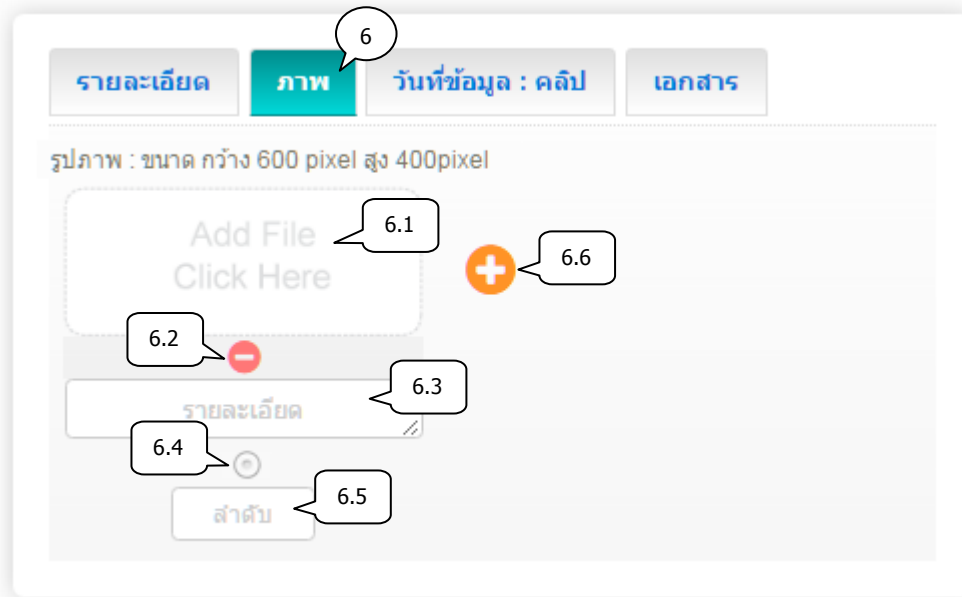 6
รายละเอียด ภาพ วันที่ข้อมูล : คลิป เอกสาร
รูปภาพ : ขนาด กว้าง 600 pixel สูง 400pixel
Add File
Click Here
6.1
6.6
6.2
6.3
รายละเอียด
6.4
6.5
ลำดับ